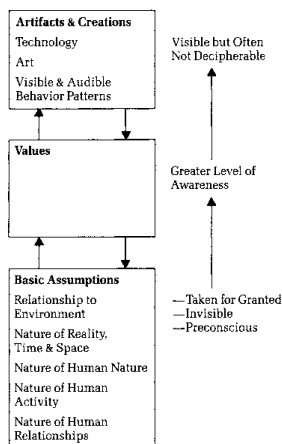 Artifacts & Creations
Technology
Art
Visible & Audible
Behavior Patterns
Visible but Often
Not Decipherable
Values
Greater Level of
Awareness
Basic Assumptions
Relationship to
Environment
Nature of Reality,
Time & Space
Nature of Human Nature
Nature of Human
Activity
Nature of Human
Relationships
—Taken for Granted
—Invisible
—Preconscious